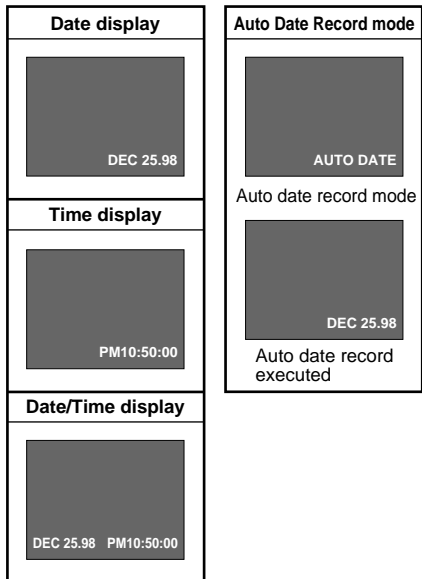 Date display
DEC 25.98
Time display
PM10:50:00
Date/Time display
DEC 25.98 PM10:50:00
Auto Date Record mode
AUTO DATE
Auto date record mode
DEC 25.98
Auto date record
executed